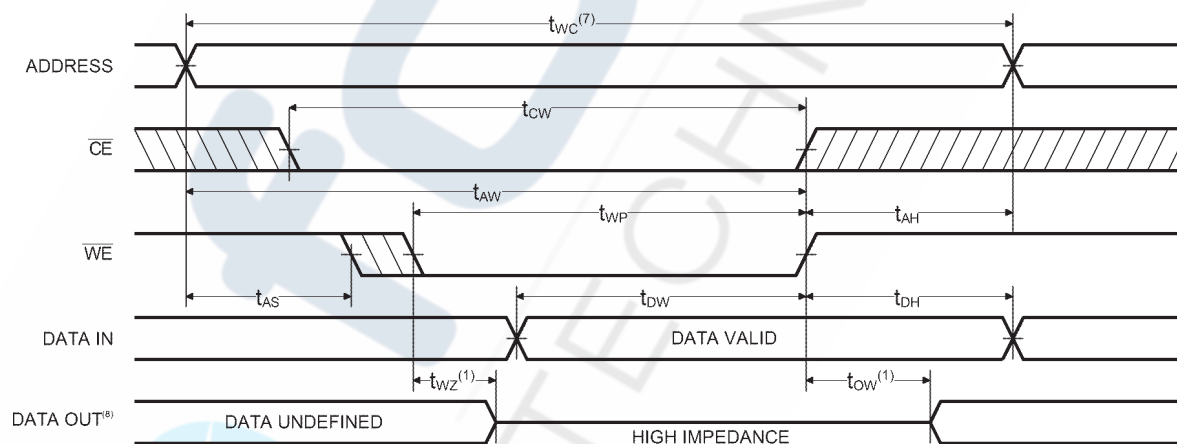 tWC(7)
ADDRESS
tCW
CE
tAW
tWP
tAH
WE
tAS
tDW
tDH
DATA IN
DATA VALID
tWZ(1)
tOW(1)
DATA OUT(8)
DATA UNDEFINED
HIGH IMPEDANCE
TECHN